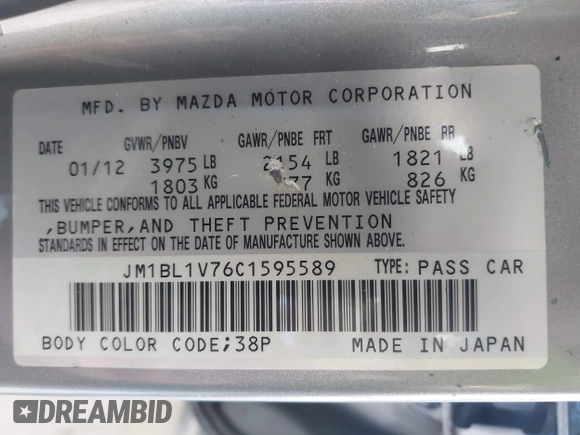 MFD. BY MAZDA MOTOR CORPORATION
DATE GVWR/PNBV GAWR/PNBE FRT GAWR/PNBE RR
01/12 3975 LB LB 1821 LB
1803 KG KG 826 KG
THIS VEHICLE CONFORMS TO ALL APPLICABLE FEDERAL MOTOR VEHICLE SAFETY
,BUMPER,AND THEFT PREVENTION
STANDARDS IN EFFECT ON THE DATE OF MANUFACTURE SHOWN ABOVE.
JM1BL1V76C1595589 TYPE: PASS CAR
BODY COLOR CODE;38P MADE IN JAPAN
DREAMBID